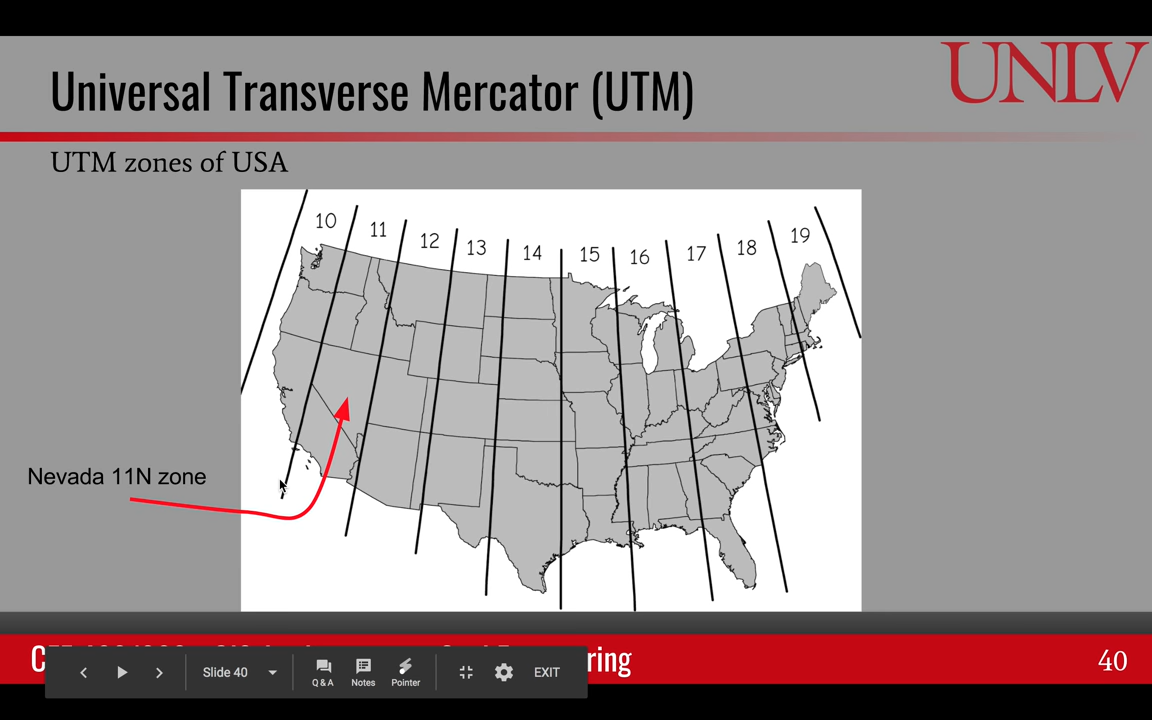 UNLV
Universal Transverse Mercator (UTM)
UTM zones of USA
10 11 12 13 14 15 16 17 18 19
Nevada 11N zone
40
Slide 40
Q & A Notes Pointer
EXIT